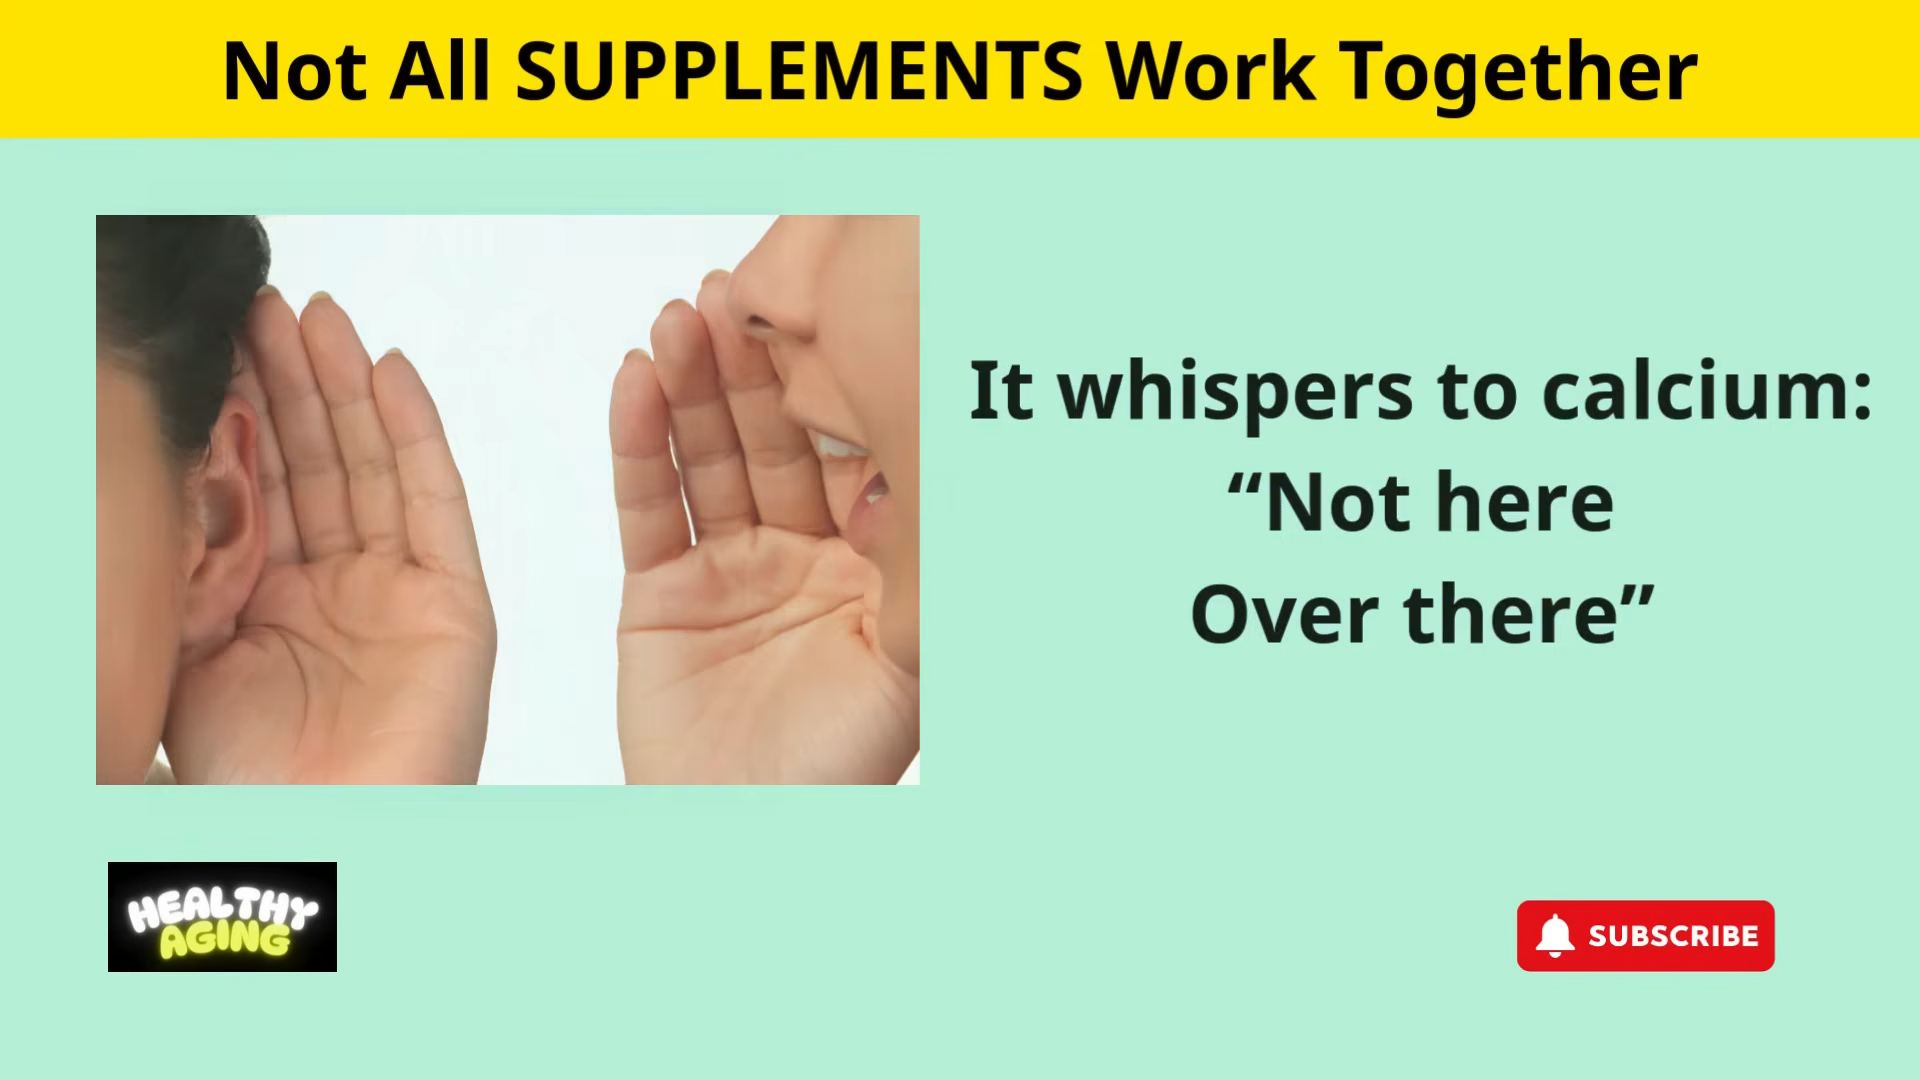 Not All SUPPLEMENTS Work Together
It whispers to calcium:
“Not here
Over there”
HEALTHY
AGING
SUBSCRIBE